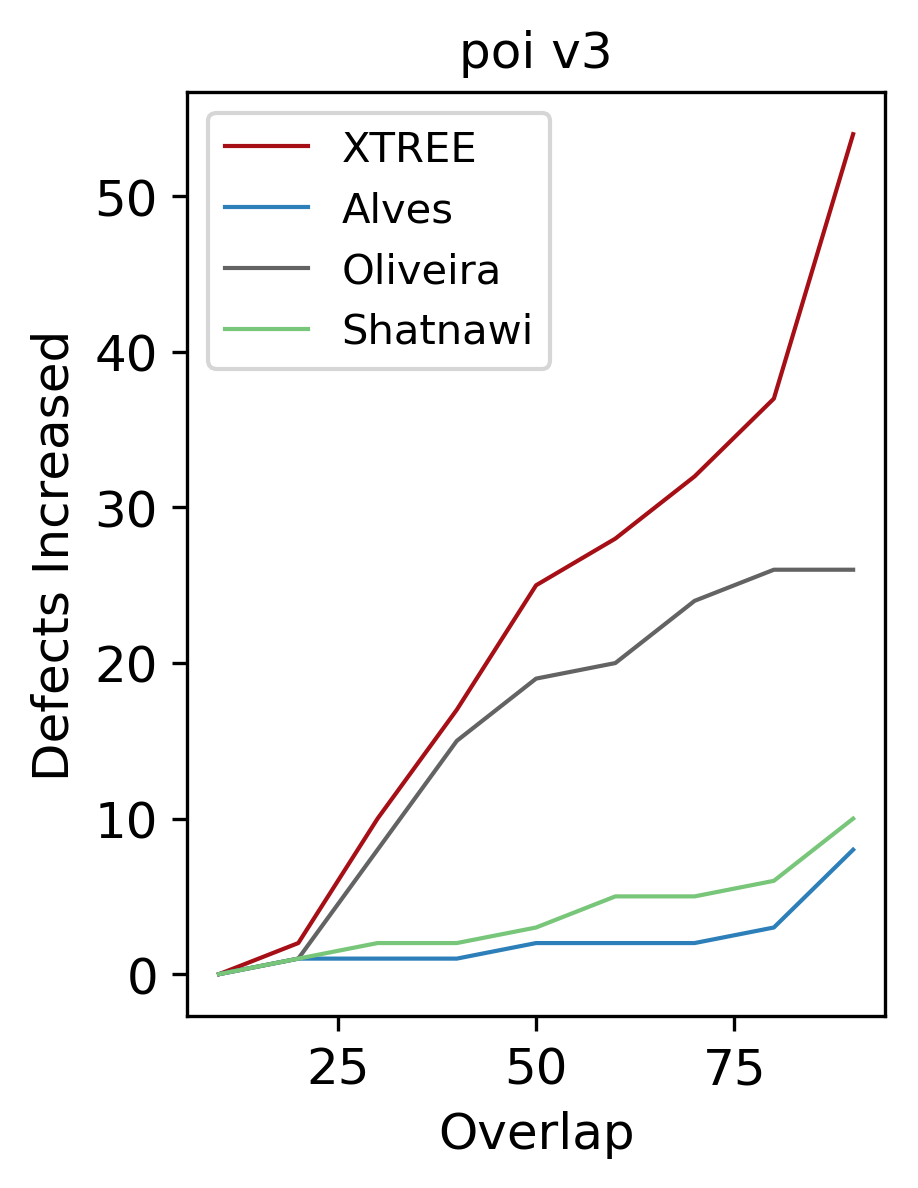 poi v3
XTREE
Alves
Oliveira
Shatnawi
50
40
30
20
10
0
Defects Increased
25 50 75
Overlap